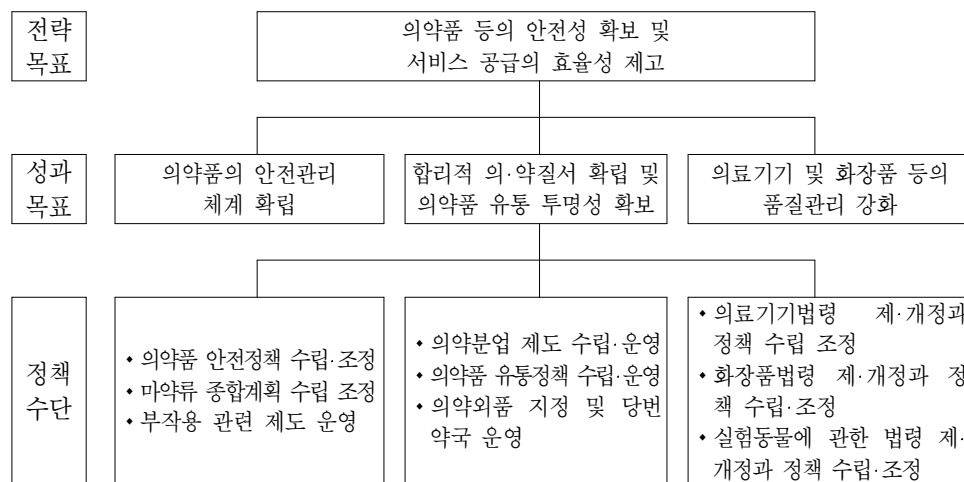 전략
목표
의약품 등의 안전성 확보 및
서비스 공급의 효율성 제고
성과
목표
의약품의 안전관리
체계 확립
합리적 의·약질서 확립 및
의약품 유통 투명성 확보
의료기기 및 화장품 등의
품질관리 강화
정책
수단
• 의약품 안전정책 수립·조정
• 마약류 종합계획 수립 조정
• 부작용 관련 제도 운영
• 의약분업 제도 수립·운영
• 의약품 유통정책 수립·운영
• 의약외품 지정 및 당번
약국 운영
• 의료기기법령 제·개정과
정책 수립 조정
• 화장품법령 제·개정과 정
책 수립·조정
• 실험동물에 관한 법령 제·
개정과 정책 수립·조정